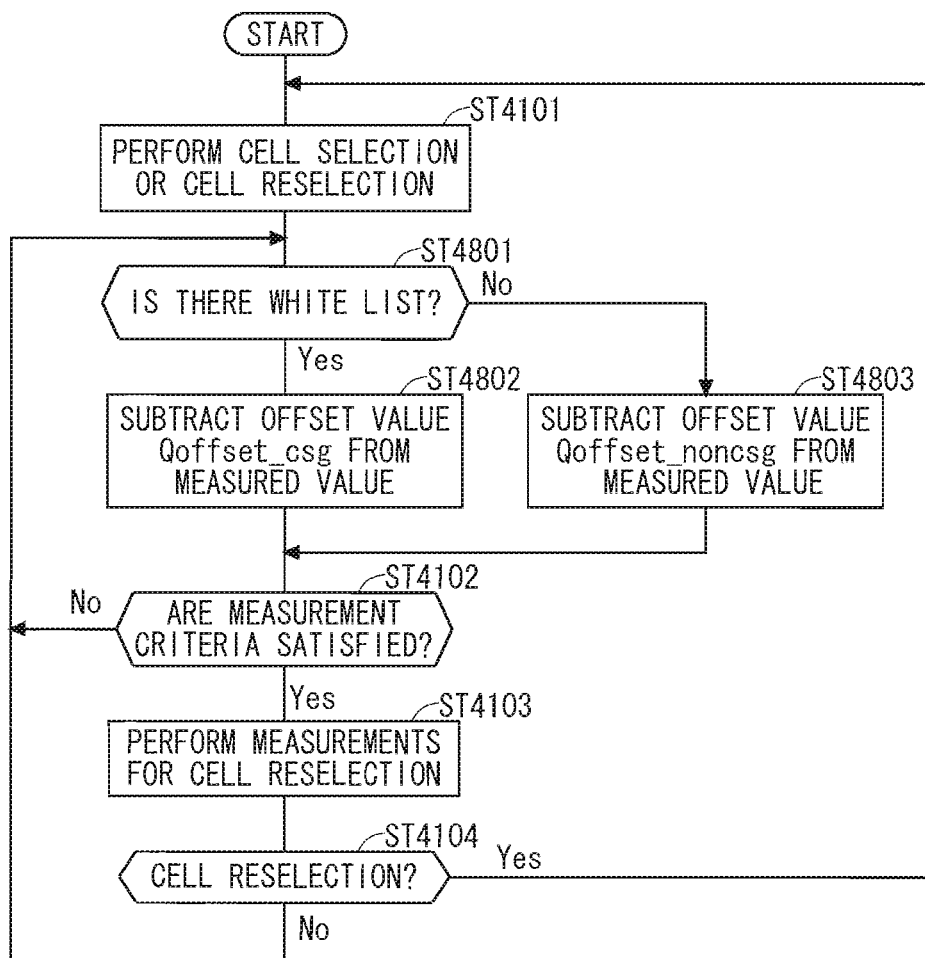 START
ST4101
PERFORM CELL SELECTION
OR CELL RESELECTION
ST4801
IS THERE WHITE LIST?
No
Yes
ST4802
SUBTRACT OFFSET VALUE
Qoffset_csg FROM
MEASURED VALUE
ST4803
SUBTRACT OFFSET VALUE
Qoffset_noncsg FROM
MEASURED VALUE
ST4102
No
ARE MEASUREMENT
CRITERIA SATISFIED?
Yes
ST4103
PERFORM MEASUREMENTS
FOR CELL RESELECTION
ST4104
CELL RESELECTION?
Yes
No